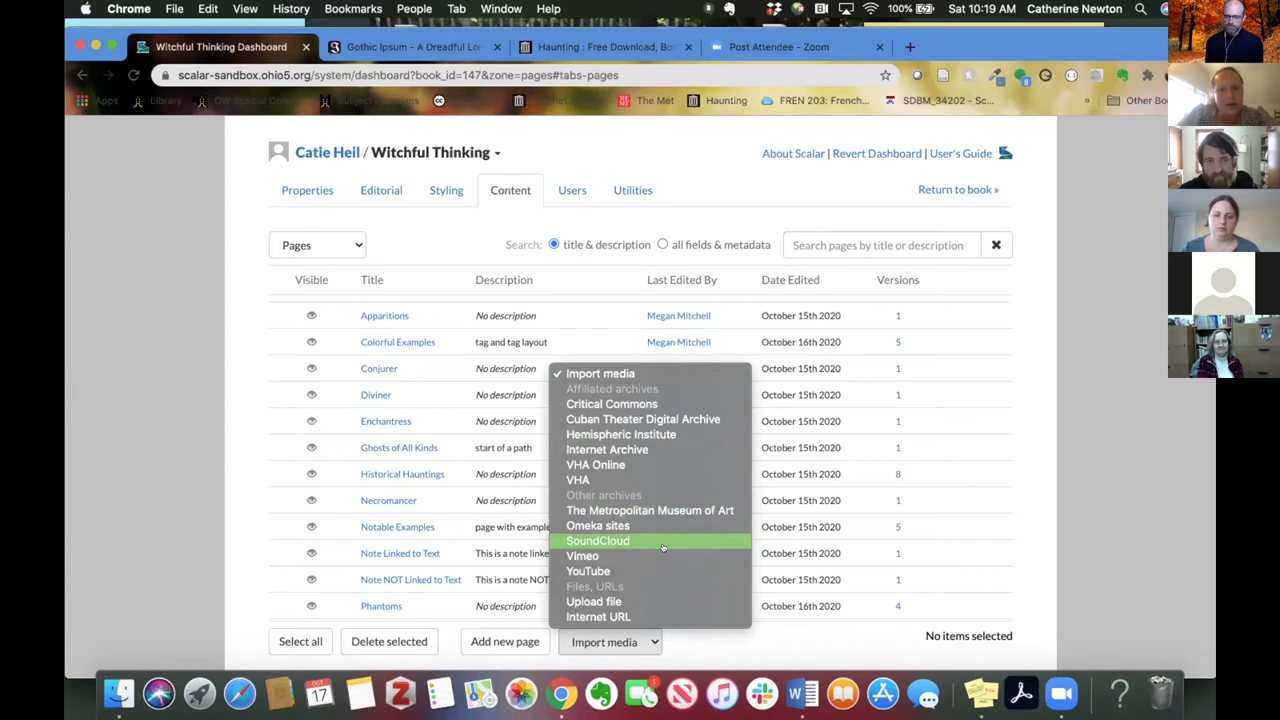 Chrome File Edit View History Bookmarks People Tab Window Help 100% Sat 10:19 AM Catherine Newton
Witchful Thinking Dashboard Gothic Ipsum - A Dreadful Lor Haunting : Free Download, Bor Post Attendee - Zoom
scalar-sandbox.ohio5.org/system/dashboard?book_id=147&zone=pages#tabs-pages
Apps Library OW Special Collec Subject Librarians The Met Haunting FREN 203: French... SDBM_34202 - Sc... » Other Bo
Catie Heil / Witchful Thinking About Scalar | Revert Dashboard | User's Guide
Properties Editorial Styling Content Users Utilities Return to book »
Pages Search: title & description all fields & metadata Search pages by title or description
Visible Title Description Last Edited By Date Edited Versions
Apparitions No description Megan Mitchell October 15th 2020 1
Colorful Examples tag and tag layout Megan Mitchell October 16th 2020 5
Conjurer No description October 15th 2020 1
Diviner No description October 15th 2020 1
Enchantress No description October 15th 2020 1
Ghosts of All Kinds start of a path October 15th 2020 1
Historical Hauntings No description October 15th 2020 8
Necromancer No description October 15th 2020 1
Notable Examples page with example October 15th 2020 5
Note Linked to Text This is a note linke October 15th 2020 1
Note NOT Linked to Text This is a note NOT October 15th 2020 1
Phantoms No description October 16th 2020 4
✓ Import media
Affiliated archives
Critical Commons
Cuban Theater Digital Archive
Hemispheric Institute
Internet Archive
VHA Online
VHA
Other archives
The Metropolitan Museum of Art
Omeka sites
SoundCloud
Vimeo
YouTube
Files, URLs
Upload file
Internet URL
Select all Delete selected Add new page Import media No items selected
OCT 17 1